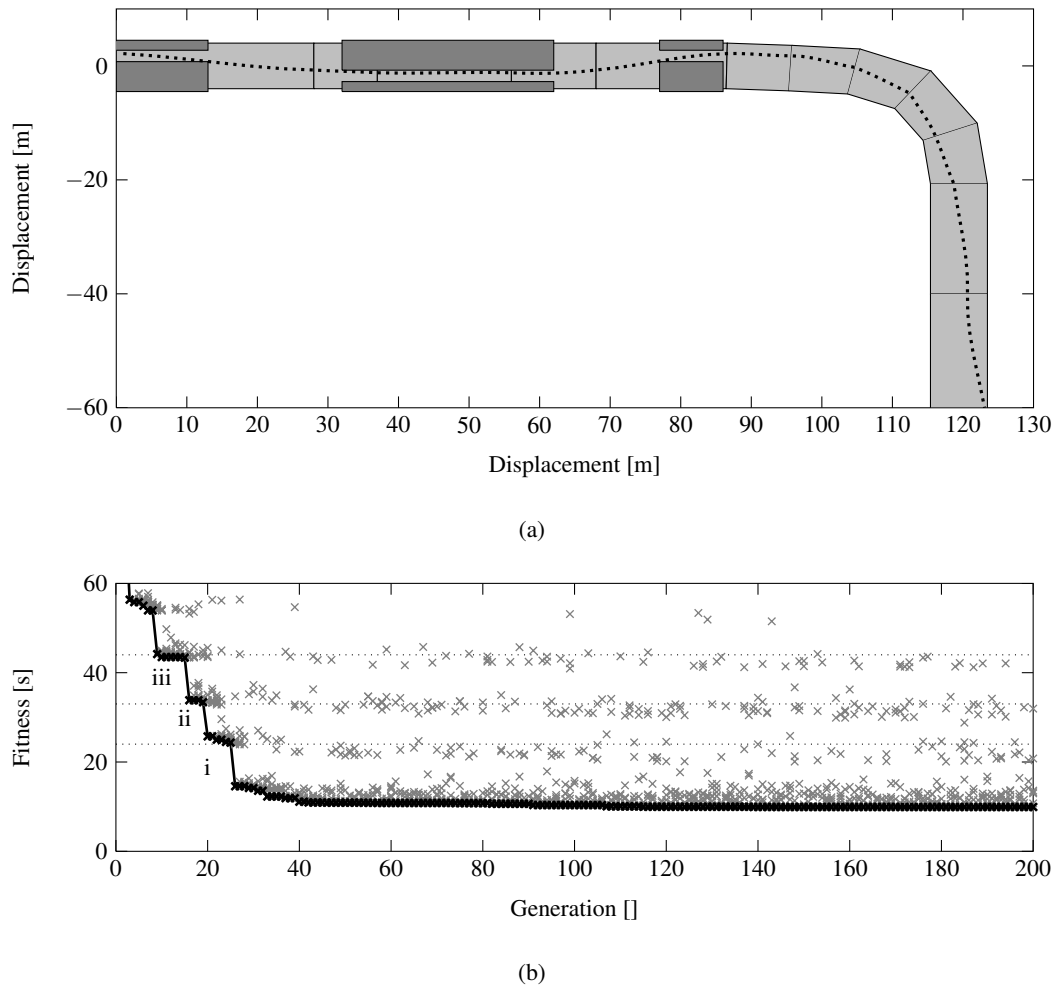 0
−20
−40
−60
Displacement [m]
0 10 20 30 40 50 60 70 80 90 100 110 120 130
Displacement [m]
(a)
60
40
20
0
Fitness [s]
iii
ii
i
0 20 40 60 80 100 120 140 160 180 200
Generation []
(b)